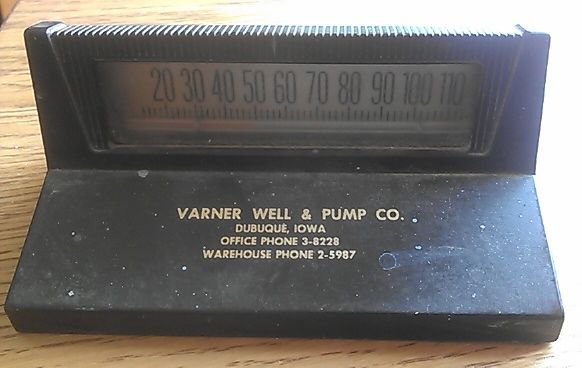 20 30 40 50 60 70 80 90 100 110
VARNER WELL & PUMP CO.
DUBUQUE, IOWA
OFFICE PHONE 3-8228
WAREHOUSE PHONE 2-5987